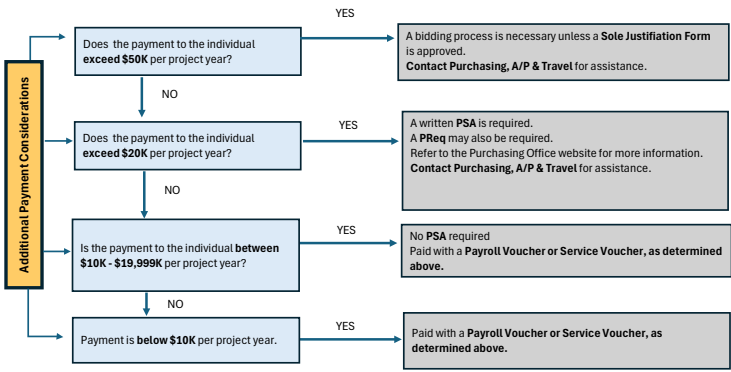 Additional Payment Considerations
YES
Does the payment to the individual
exceed $50K per project year?
A bidding process is necessary unless a Sole Justifiation Form
is approved.
Contact Purchasing, A/P & Travel for assistance.
NO
Does the payment to the individual
exceed $20K per project year?
YES
A written PSA is required.
A PReq may also be required.
Refer to the Purchasing Office website for more information.
Contact Purchasing, A/P & Travel for assistance.
NO
Is the payment to the individual between
$10K - $19,999K per project year?
YES
No PSA required
Paid with a Payroll Voucher or Service Voucher, as determined
above.
NO
Payment is below $10K per project year.
YES
Paid with a Payroll Voucher or Service Voucher, as
determined above.